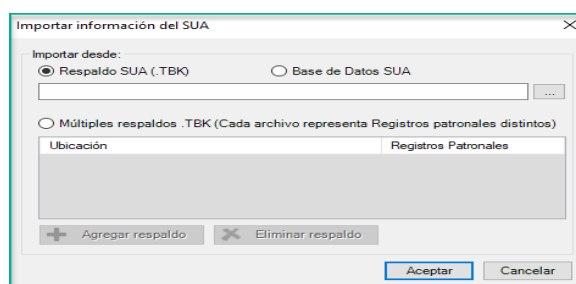 Importar información del SUA
Importar desde:
Respaldo SUA (.TBK) Base de Datos SUA
...
Múltiples respaldos .TBK (Cada archivo representa Registros patronales distintos)
Ubicación Registros Patronales
Agregar respaldo Eliminar respaldo
Aceptar Cancelar